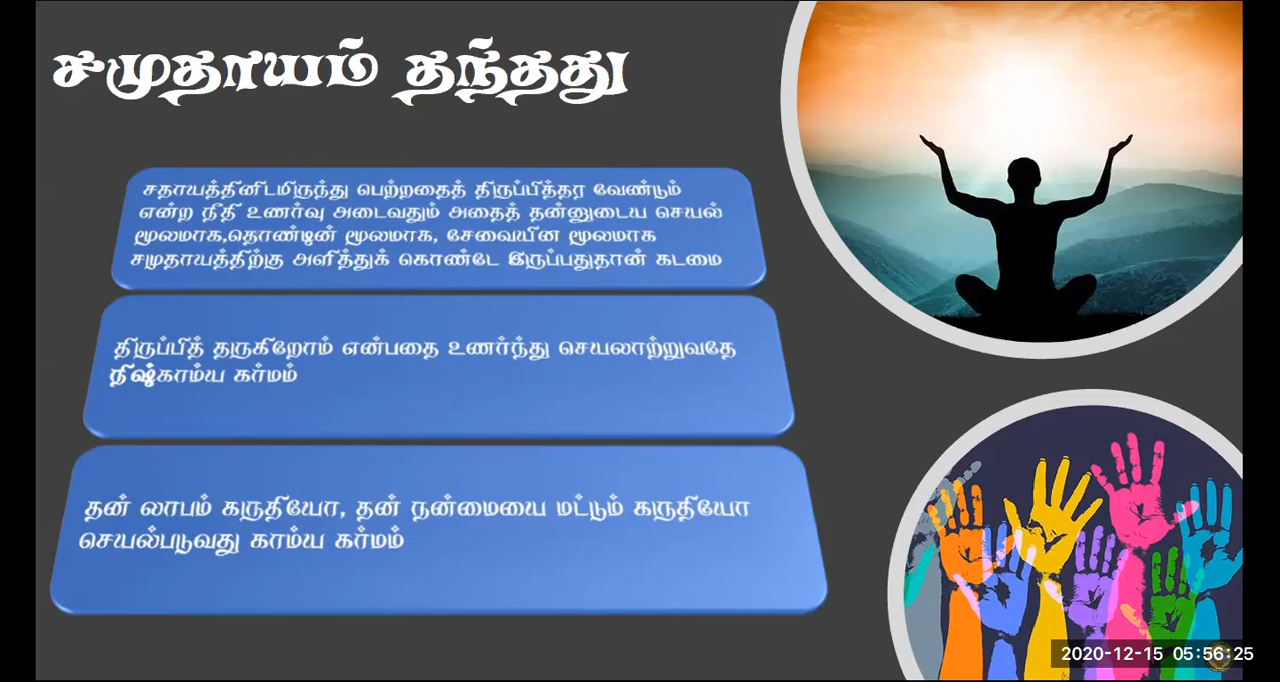 சமுதாயம் தந்தது
சதாயத்தினிடமிருந்து பெற்றதைத் திருப்பித்தர வேண்டும்
என்ற நீதி உணர்வு அடைவதும் அதைத் தன்னுடைய செயல்
மூலமாக,தொண்டின் மூலமாக, சேவையின மூலமாக
சமுதாயத்திற்கு அளித்துக் கொண்டே இருப்பதுதான் கடமை
திருப்பித் தருகிறோம் என்பதை உணர்ந்து செயலாற்றுவதே
நிஷ்காம்ய கர்மம்
தன் லாபம் கருதியோ, தன் நன்மையை மட்டும் கருதியோ
செயல்படுவது காம்ய கர்மம்
2020-12-15 05:56:25